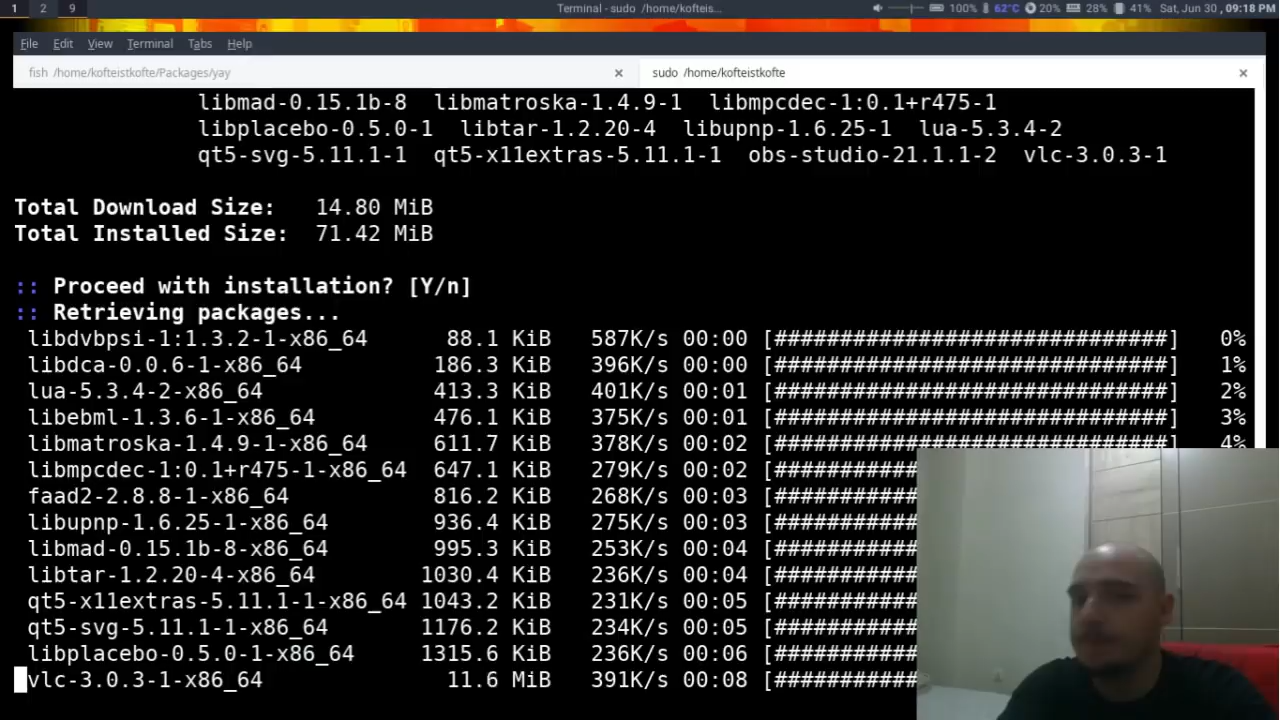 1 2 9 Terminal - sudo /home/kofteis... 100% 62°C 20% 28% 41% Sat, Jun 30 , 09:18 PM
File Edit View Terminal Tabs Help
fish /home/kofteistkofte/Packages/yay × sudo /home/kofteistkofte ×
libmad-0.15.1b-8 libmatroska-1.4.9-1 libmpcdec-1:0.1+r475-1
libplacebo-0.5.0-1 libtar-1.2.20-4 libupnp-1.6.25-1 lua-5.3.4-2
qt5-svg-5.11.1-1 qt5-x11extras-5.11.1-1 obs-studio-21.1.1-2 vlc-3.0.3-1
Total Download Size: 14.80 MiB
Total Installed Size: 71.42 MiB
:: Proceed with installation? [Y/n]
:: Retrieving packages...
libdvbpsi-1:1.3.2-1-x86_64 88.1 KiB 587K/s 00:00 [##############################] 0%
libdca-0.0.6-1-x86_64 186.3 KiB 396K/s 00:00 [##############################] 1%
lua-5.3.4-2-x86_64 413.3 KiB 401K/s 00:01 [##############################] 2%
libebml-1.3.6-1-x86_64 476.1 KiB 375K/s 00:01 [##############################] 3%
libmatroska-1.4.9-1-x86_64 611.7 KiB 378K/s 00:02 [##############################] 4%
libmpcdec-1:0.1+r475-1-x86_64 647.1 KiB 279K/s 00:02 [###########
faad2-2.8.8-1-x86_64 816.2 KiB 268K/s 00:03 [###########
libupnp-1.6.25-1-x86_64 936.4 KiB 275K/s 00:03 [###########
libmad-0.15.1b-8-x86_64 995.3 KiB 253K/s 00:04 [###########
libtar-1.2.20-4-x86_64 1030.4 KiB 236K/s 00:04 [###########
qt5-x11extras-5.11.1-1-x86_64 1043.2 KiB 231K/s 00:05 [###########
qt5-svg-5.11.1-1-x86_64 1176.2 KiB 234K/s 00:05 [###########
libplacebo-0.5.0-1-x86_64 1315.6 KiB 236K/s 00:06 [###########
vlc-3.0.3-1-x86_64 11.6 MiB 391K/s 00:08 [###########